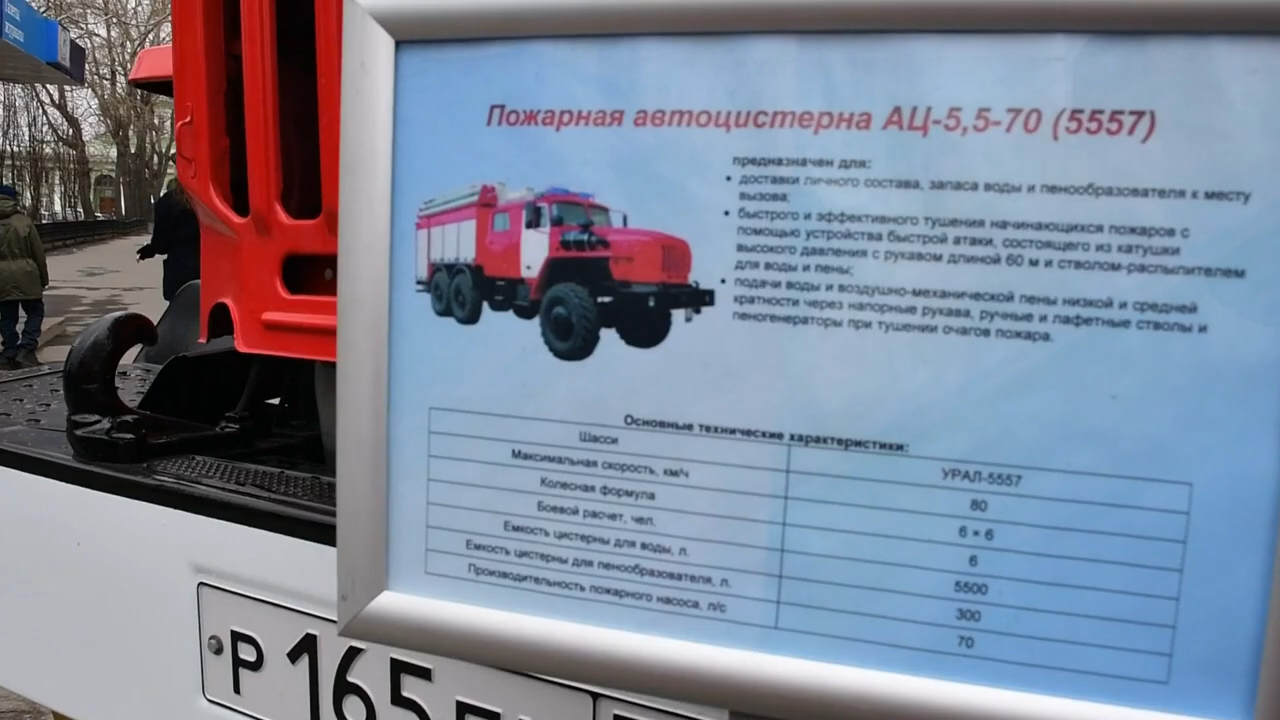 Газеты
журналы
Пожарная автоцистерна АЦ-5,5-70 (5557)
предназначен для:
• доставки личного состава, запаса воды и пенообразователя к месту
вызова;
• быстрого и эффективного тушения начинающихся пожаров с
помощью устройства быстрой атаки, состоящего из катушки
высокого давления с рукавом длиной 60 м и стволом-распылителем
для воды и пены;
• подачи воды и воздушно-механической пены низкой и средней
кратности через напорные рукава, ручные и лафетные стволы и
пеногенераторы при тушении очагов пожара.
Основные технические характеристики:
Шасси УРАЛ-5557
Максимальная скорость, км/ч 80
Колесная формула 6 × 6
Боевой расчет, чел. 6
Емкость цистерны для воды, л. 5500
Емкость цистерны для пенообразователя, л. 300
Производительность пожарного насоса, л/с 70
Р165